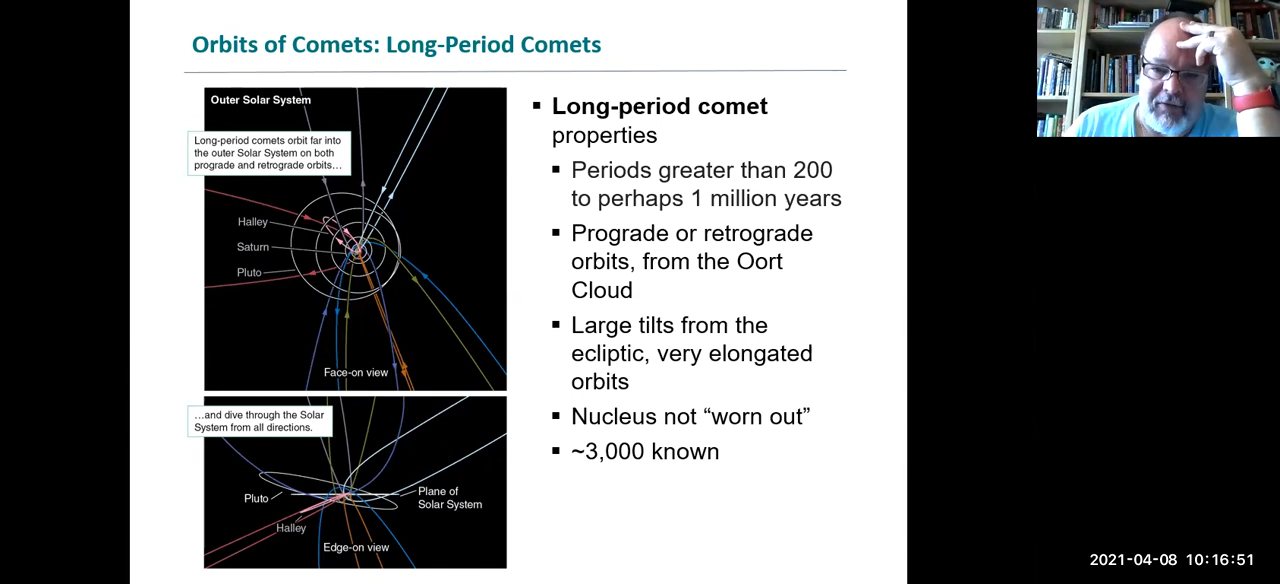 Orbits of Comets: Long-Period Comets
Outer Solar System
Long-period comets orbit far into
the outer Solar System on both
prograde and retrograde orbits…
Halley
Saturn
Pluto
Face-on view
…and dive through the Solar
System from all directions.
Pluto
Plane of
Solar System
Halley
Edge-on view
▪ Long-period comet
properties
▪ Periods greater than 200
to perhaps 1 million years
▪ Prograde or retrograde
orbits, from the Oort
Cloud
▪ Large tilts from the
ecliptic, very elongated
orbits
▪ Nucleus not “worn out”
▪ ~3,000 known
2021-04-08 10:16:51